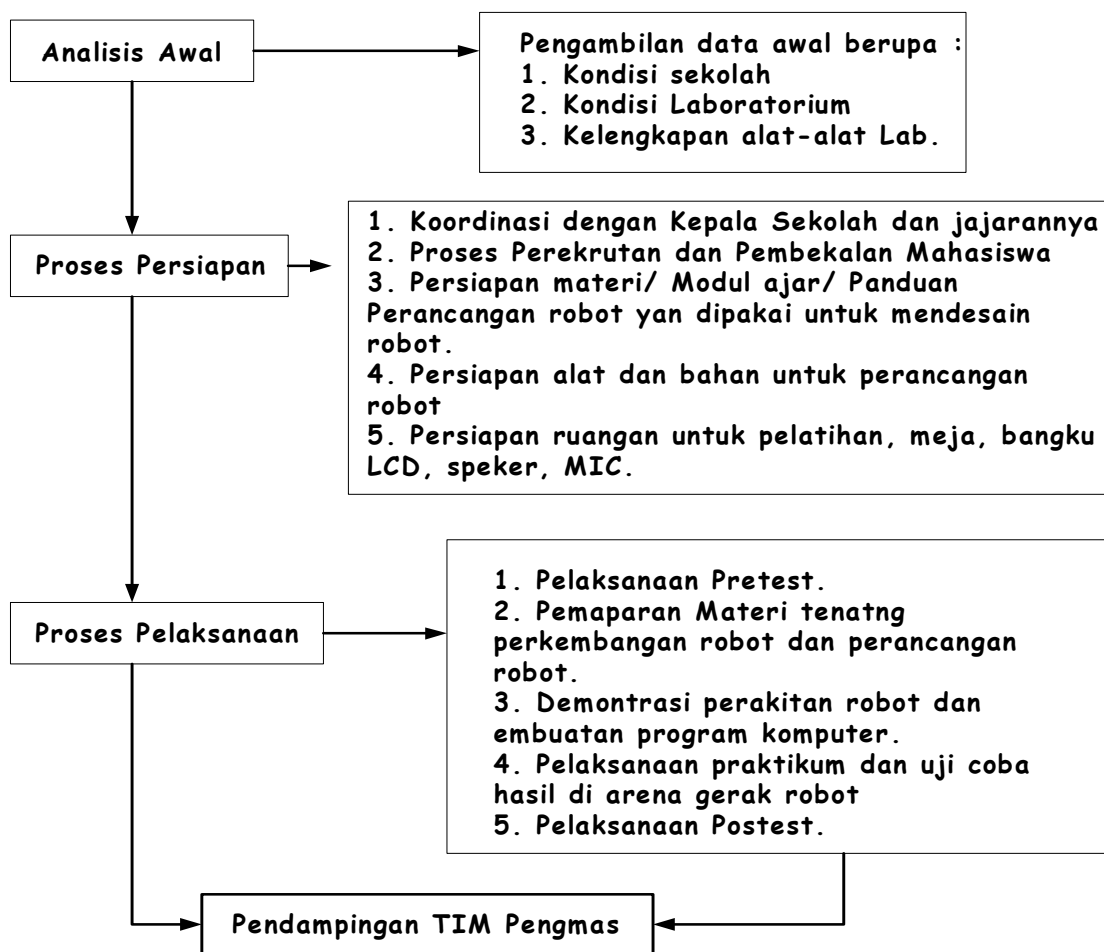 Analisis Awal
Pengambilan data awal berupa :
1. Kondisi sekolah
2. Kondisi Laboratorium
3. Kelengkapan alat-alat Lab.
Proses Persiapan
1. Koordinasi dengan Kepala Sekolah dan jajarannya
2. Proses Perekrutan dan Pembekalan Mahasiswa
3. Persiapan materi/ Modul ajar/ Panduan
Perancangan robot yan dipakai untuk mendesain
robot.
4. Persiapan alat dan bahan untuk perancangan
robot
5. Persiapan ruangan untuk pelatihan, meja, bangku
LCD, speker, MIC.
Proses Pelaksanaan
1. Pelaksanaan Pretest.
2. Pemaparan Materi tenatng
perkembangan robot dan perancangan
robot.
3. Demontrasi perakitan robot dan
embuatan program komputer.
4. Pelaksanaan praktikum dan uji coba
hasil di arena gerak robot
5. Pelaksanaan Postest.
Pendampingan TIM Pengmas